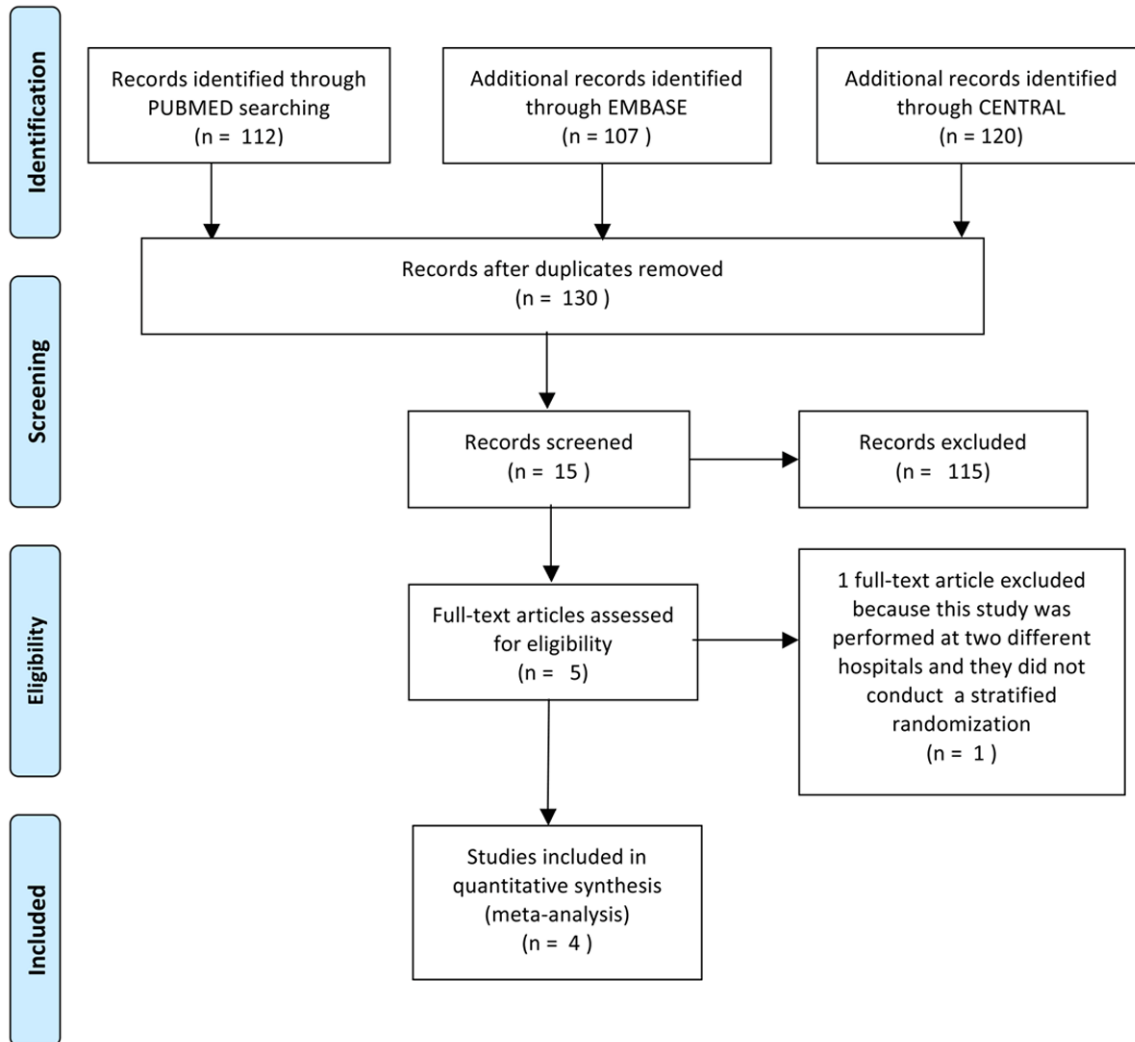 Identification
Records identified through
PUBMED searching
(n = 112)
Additional records identified
through EMBASE
(n = 107 )
Additional records identified
through CENTRAL
(n = 120)
Records after duplicates removed
(n = 130 )
Screening
Records screened
(n = 15 )
Records excluded
(n = 115)
Eligibility
Full-text articles assessed
for eligibility
(n = 5)
1 full-text article excluded
because this study was
performed at two different
hospitals and they did not
conduct a stratified
randomization
(n = 1 )
Included
Studies included in
quantitative synthesis
(meta-analysis)
(n = 4 )